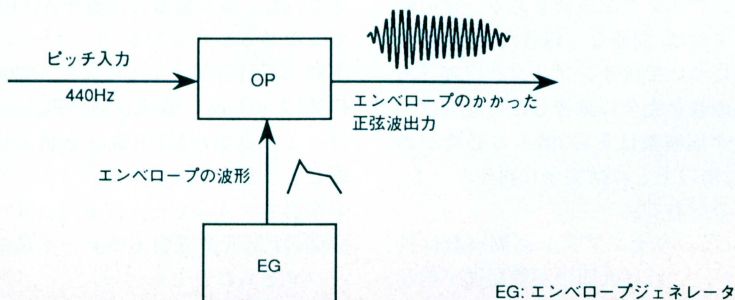 ピッチ入力
440Hz
OP
エンベロープのかかった
正弦波出力
エンベロープの波形
EG
EG: エンベロープジェネレータ